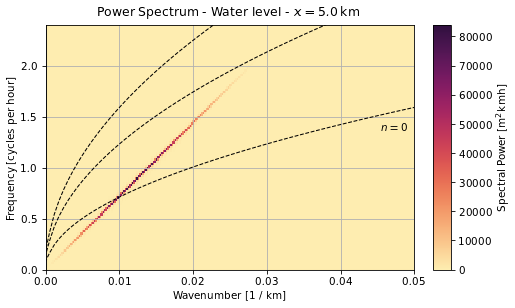 Power Spectrum - Water level - x = 5.0 km
Frequency [cycles per hour]
2.0
1.5
1.0
0.5
0.0
n = 0
0.00 0.01 0.02 0.03 0.04 0.05
Wavenumber [1 / km]
80000
70000
60000
50000
40000
30000
20000
10000
0
Spectral Power [m² km h]